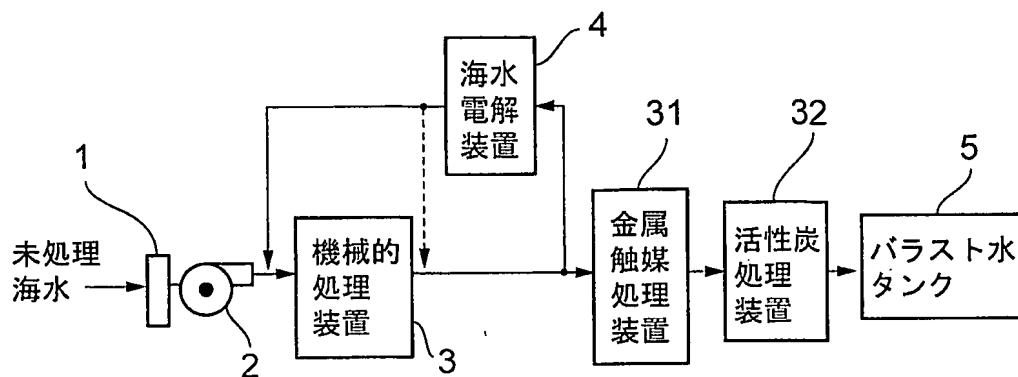 4
海水
電解
装置
31
32
5
1
未処理
海水
機械的
処理
装置
金属
触媒
処理
装置
活性炭
処理
装置
バラスト水
タンク
2
3